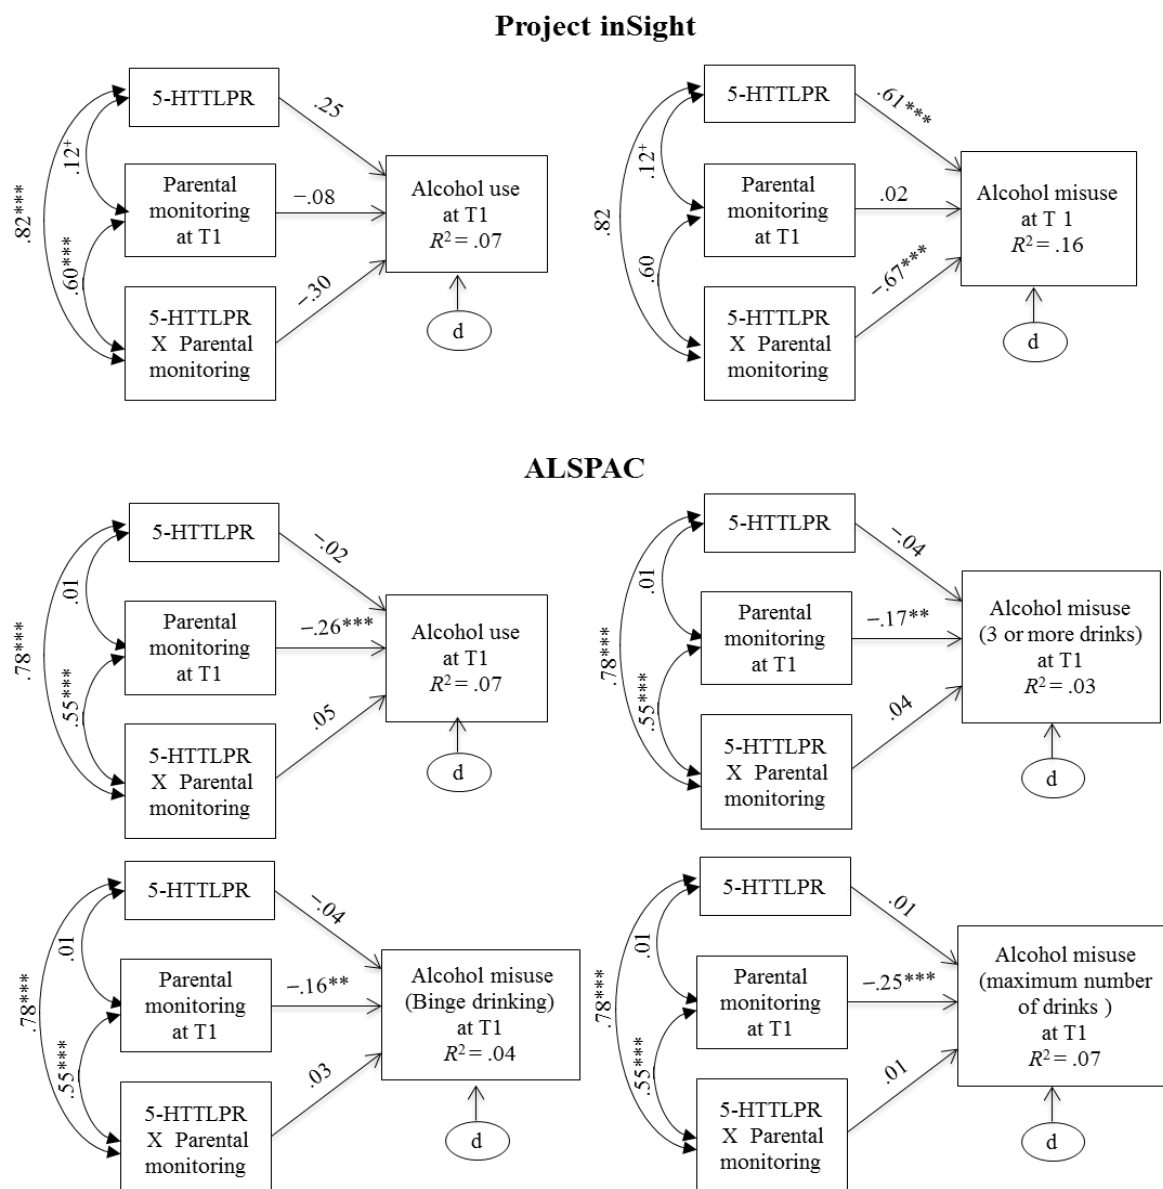 Project inSight
5-HTTLPR
Parental
monitoring
at T1
5-HTTLPR
X Parental
monitoring
.82***
.12⁺
.60***
.25
−.08
−.30
Alcohol use
at T1
R² = .07
d
5-HTTLPR
Parental
monitoring
at T1
5-HTTLPR
X Parental
monitoring
.82
.12⁺
.60
.61***
.02
−.67***
Alcohol misuse
at T 1
R² = .16
d
ALSPAC
5-HTTLPR
Parental
monitoring
at T1
5-HTTLPR
X Parental
monitoring
.78***
.01
.55***
−.02
−.26***
.05
Alcohol use
at T1
R² = .07
d
5-HTTLPR
Parental
monitoring
at T1
5-HTTLPR
X Parental
monitoring
.78***
.01
.55***
−.04
−.17**
.04
Alcohol misuse
(3 or more drinks)
at T1
R² = .03
d
5-HTTLPR
Parental
monitoring
at T1
5-HTTLPR
X Parental
monitoring
.78***
.01
.55***
−.04
−.16**
.03
Alcohol misuse
(Binge drinking)
at T1
R² = .04
d
5-HTTLPR
Parental
monitoring
at T1
5-HTTLPR
X Parental
monitoring
.78***
.01
.55***
.01
−.25***
.01
Alcohol misuse
(maximum number
of drinks )
at T1
R² = .07
d